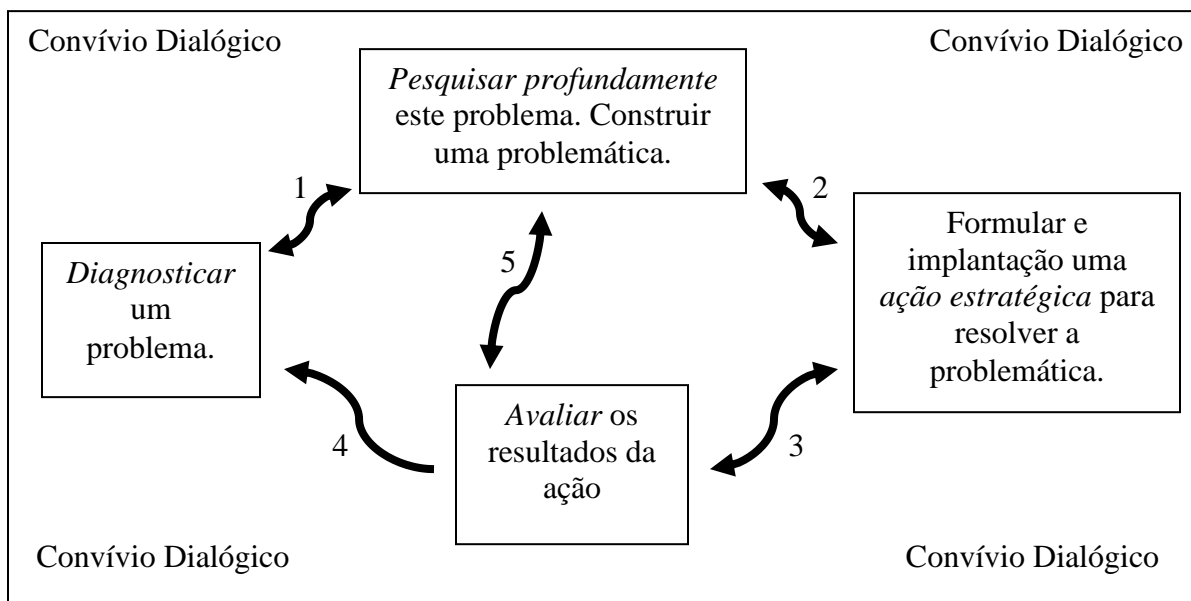 Convívio Dialógico
Convívio Dialógico
Pesquisar profundamente
este problema. Construir
uma problemática.
1
2
Formular e
implantação uma
ação estratégica para
resolver a
problemática.
Diagnosticar
um
problema.
5
Avaliar os
resultados da
ação
4
3
Convívio Dialógico
Convívio Dialógico